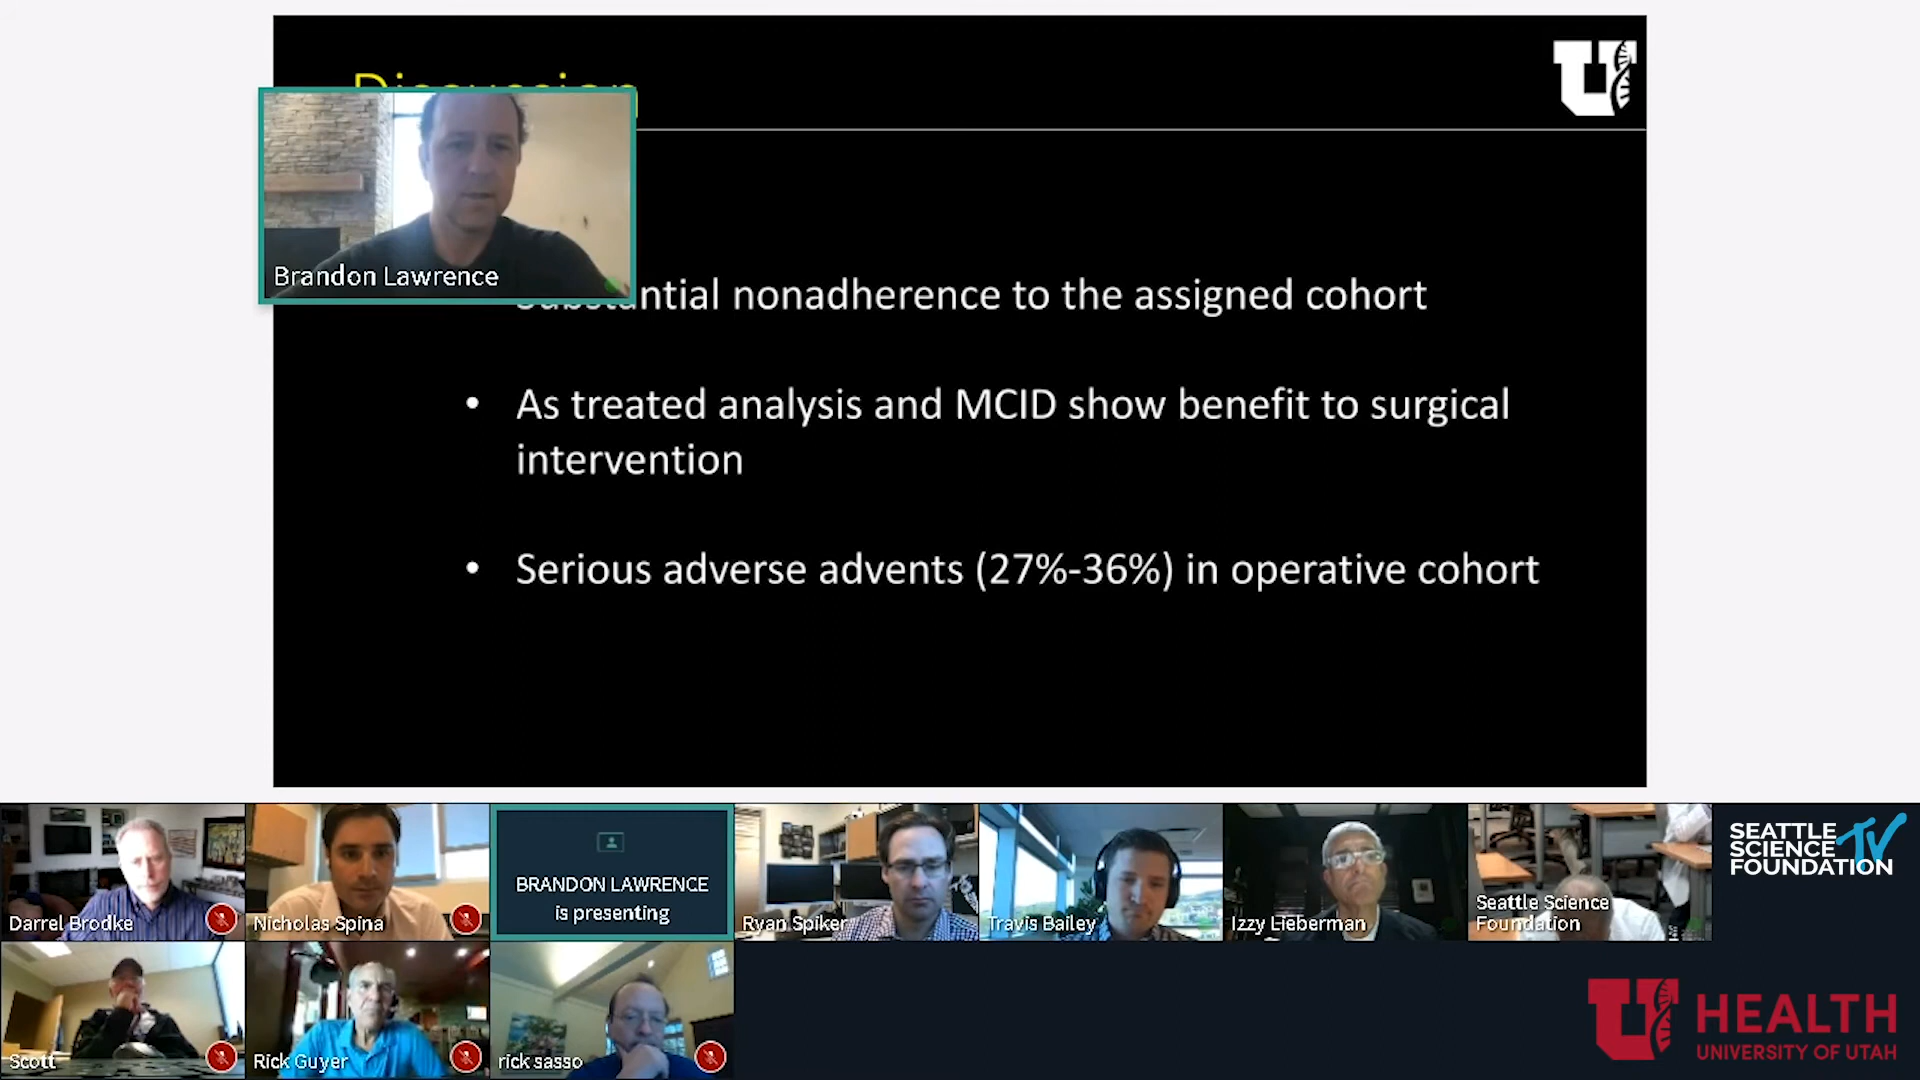 Discussion
Brandon Lawrence
Substantial nonadherence to the assigned cohort
• As treated analysis and MCID show benefit to surgical
intervention
• Serious adverse advents (27%-36%) in operative cohort
Darrel Brodke
Nicholas Spina
BRANDON LAWRENCE
is presenting
Ryan Spiker
Travis Bailey
Izzy Lieberman
Seattle Science
Foundation
SEATTLE
SCIENCE
FOUNDATION
TV
Scott
Rick Guyer
rick sasso
U HEALTH
UNIVERSITY OF UTAH